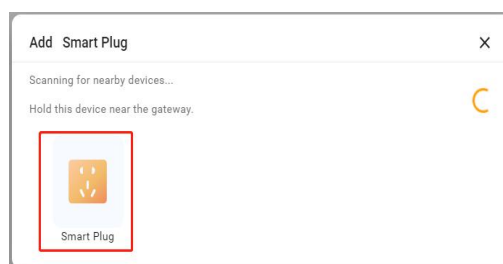 Add Smart Plug
Scanning for nearby devices...
Hold this device near the gateway.
Smart Plug